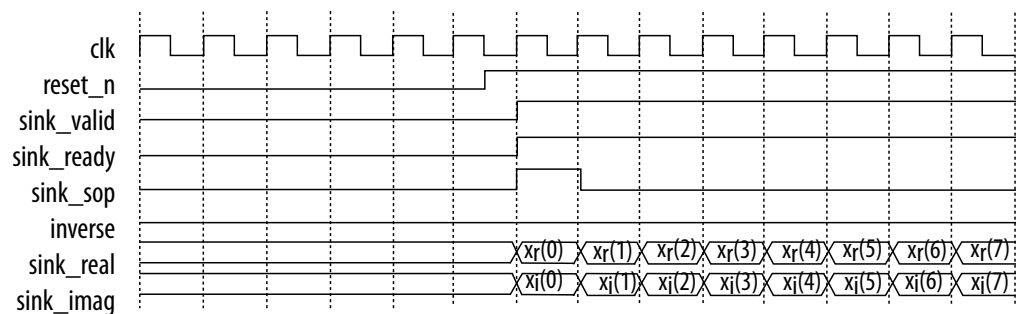 clk
reset_n
sink_valid
sink_ready
sink_sop
inverse
sink_real xr(0) xr(1) xr(2) xr(3) xr(4) xr(5) xr(6) xr(7)
sink_imag xi(0) xi(1) xi(2) xi(3) xi(4) xi(5) xi(6) xi(7)